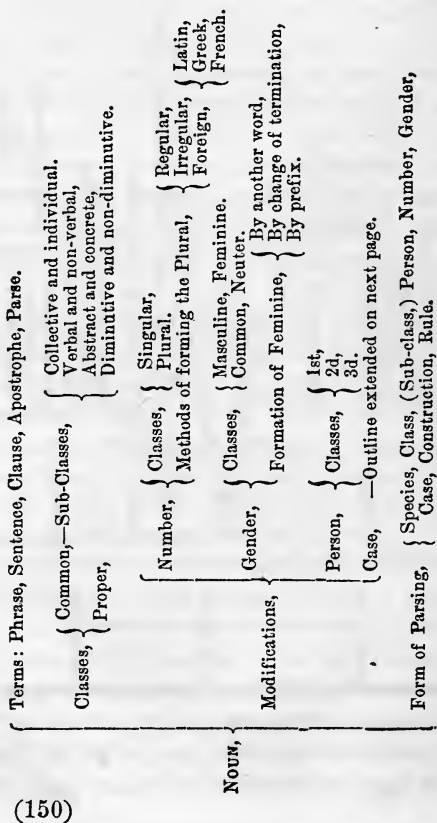 (150)
Terms: Phrase, Sentence, Clause, Apostrophe, Parse.
Classes,
Common,—Sub-Classes,
Collective and individual.
Verbal and non-verbal,
Abstract and concrete,
Diminutive and non-diminutive.
Proper,
NOUN,
Modifications,
Number,
Classes,
Singular,
Plural.
Methods of forming the Plural,
Regular,
Irregular,
Foreign,
Latin,
Greek,
French.
Gender,
Classes,
Masculine, Feminine.
Common, Neuter.
Formation of Feminine,
By another word,
By change of termination,
By prefix.
Person,
Classes,
1st,
2d,
3d.
Case, —Outline extended on next page.
Form of Parsing,
Species, Class, (Sub-class,) Person, Number, Gender,
Case, Construction, Rule.